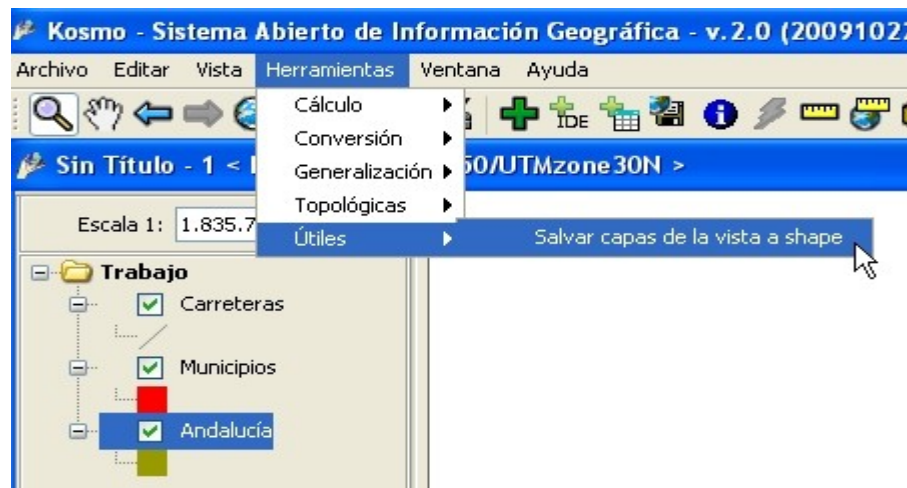 Kosmo - Sistema Abierto de Información Geográfica - v.2.0 (20091022
Archivo Editar Vista Herramientas Ventana Ayuda
IDE
Cálculo
Conversión
Generalización
Topológicas
Útiles
Salvar capas de la vista a shape
Sin Título - 1 < 50/UTMzone30N >
Escala 1: 1.835.7
Trabajo
Carreteras
Municipios
Andalucía